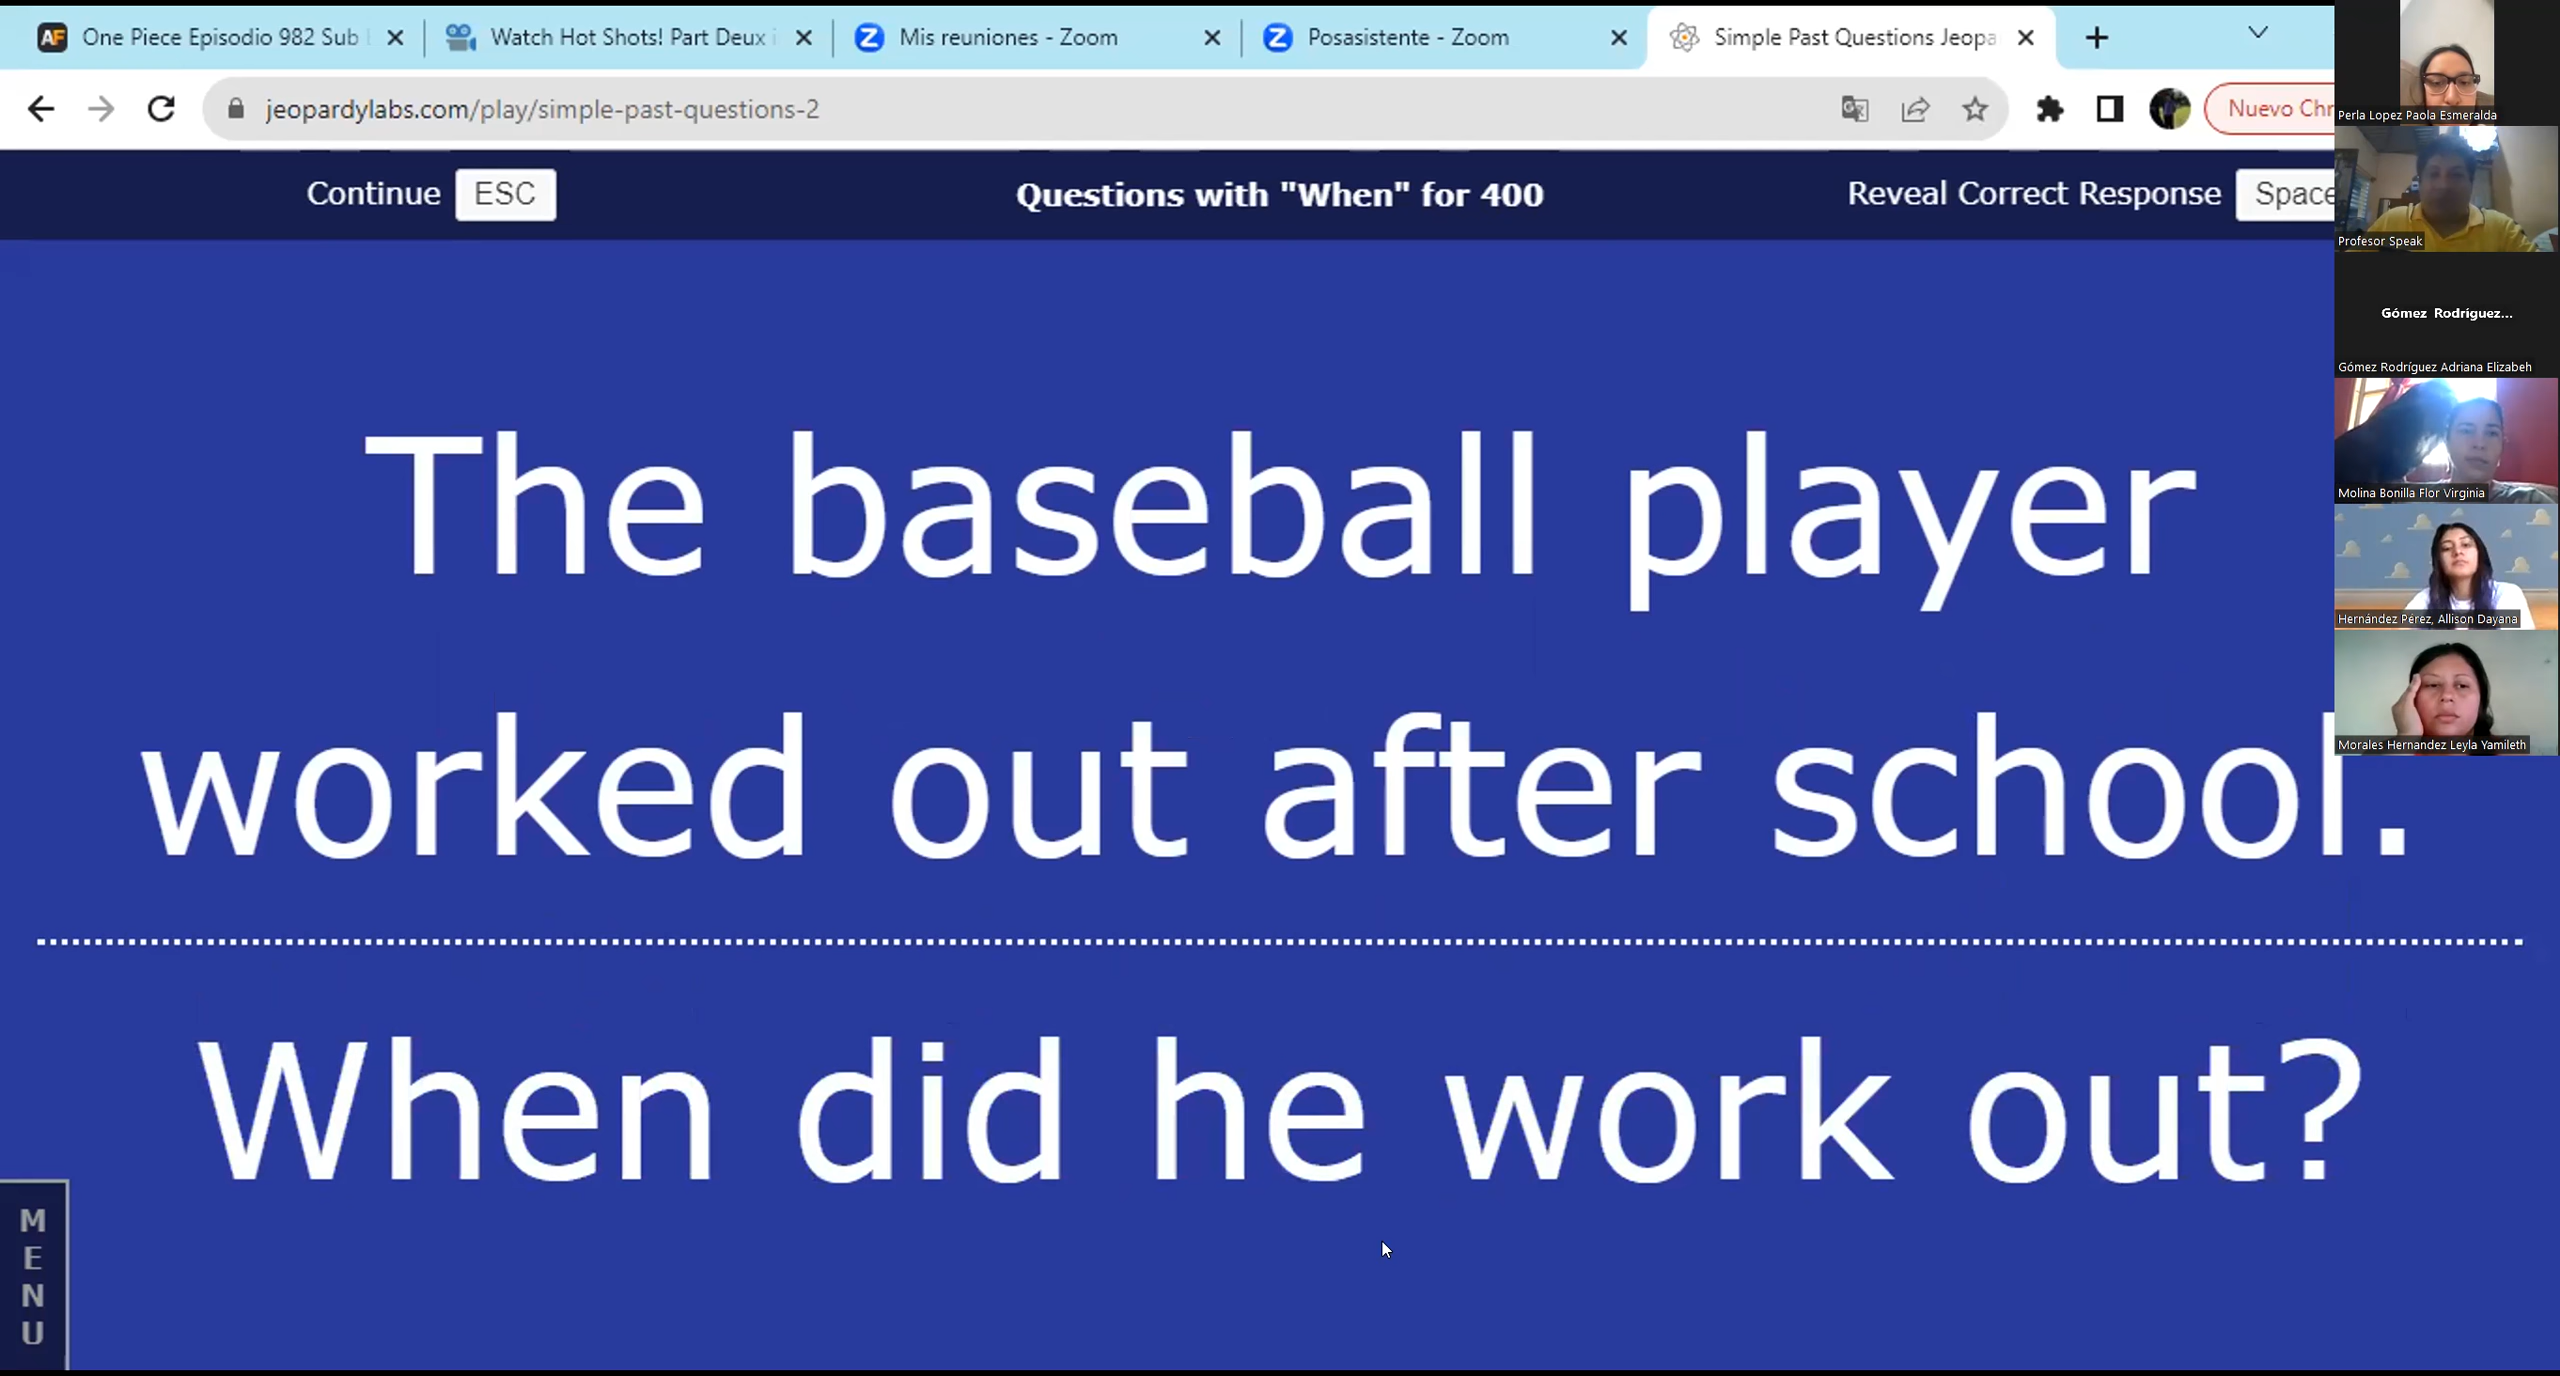 One Piece Episodio 982 Sub
Watch Hot Shots! Part Deux i
Mis reuniones - Zoom
Posasistente - Zoom
Simple Past Questions Jeopa
jeopardylabs.com/play/simple-past-questions-2
Nuevo Chr
Continue ESC
Questions with "When" for 400
Reveal Correct Response Space
The baseball player
worked out after school.
When did he work out?
MENU
Perla Lopez Paola Esmeralda
Profesor Speak
Gómez Rodríguez...
Gómez Rodríguez Adriana Elizabeh
Molina Bonilla Flor Virginia
Hernández Pérez, Allison Dayana
Morales Hernandez Leyla Yamileth